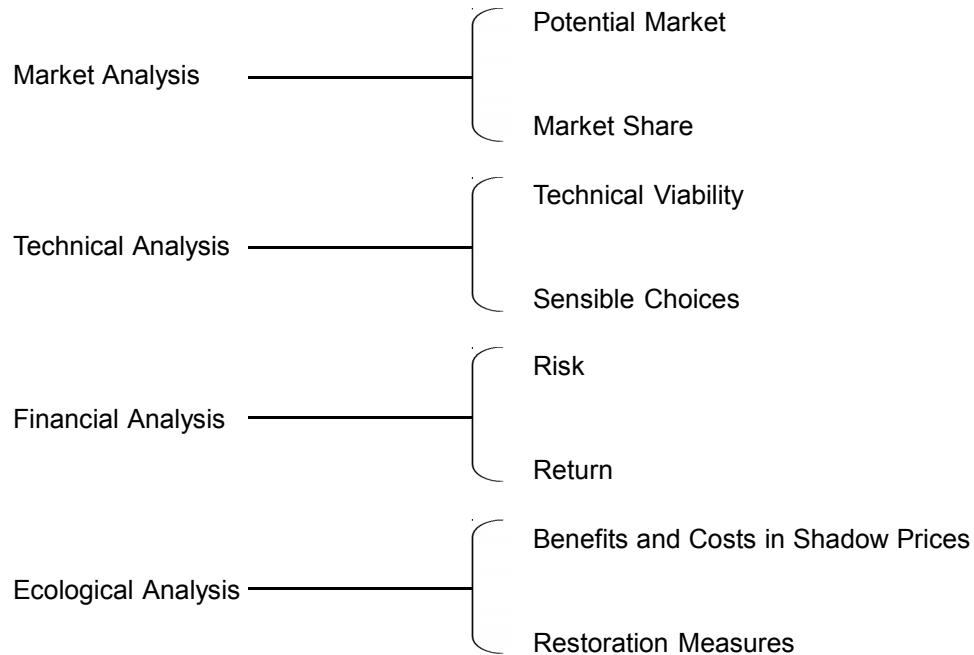 Potential Market
Market Analysis
Market Share
Technical Viability
Technical Analysis
Sensible Choices
Risk
Financial Analysis
Return
Benefits and Costs in Shadow Prices
Ecological Analysis
Restoration Measures